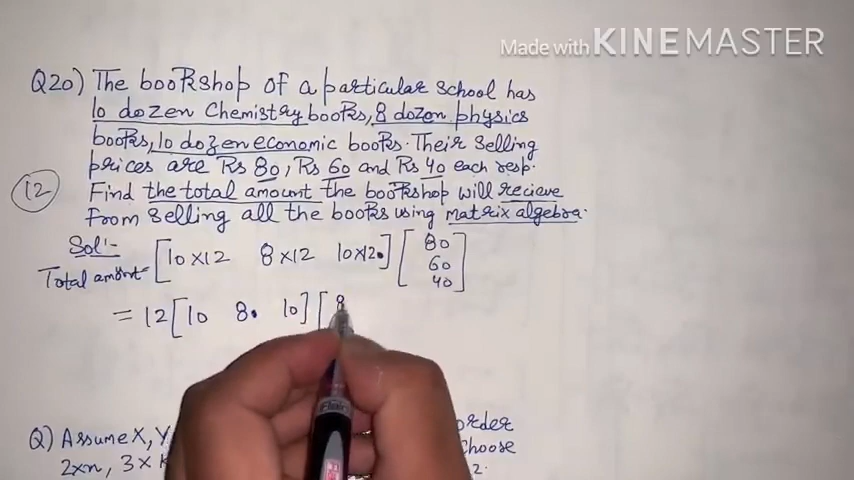 Made with KINEMASTER
Q20) The bookshop of a particular school has
10 dozen Chemistry books, 8 dozen physics
books, 10 dozen economic books. Their selling
prices are Rs 80, Rs 60 and Rs 40 each resp.
12
Find the total amount the bookshop will recieve
from selling all the books using matrix algebra.
Sol:-
Total amount = [10×12 8×12 10×12] [80
60
40]
= 12[10 8 10][8
Q) Assume X, Y order
2×n, 3×k choose
2.